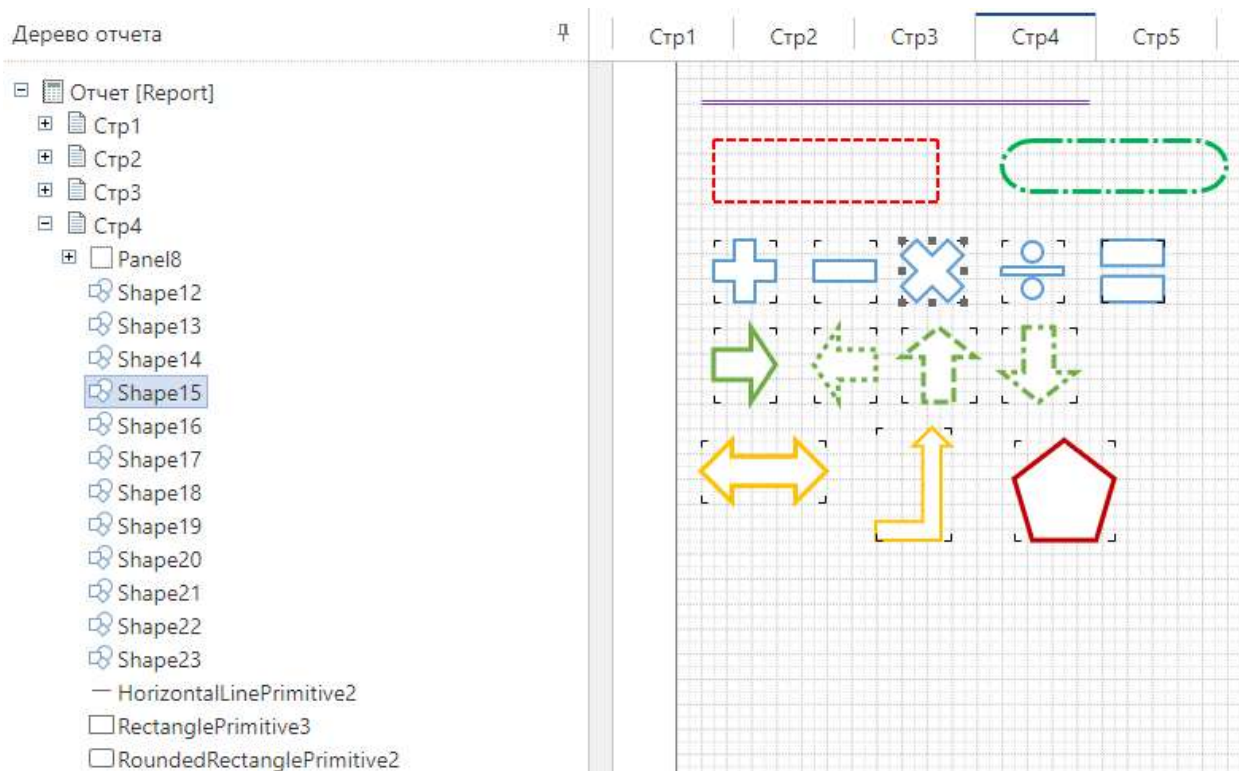 Дерево отчета
Отчет [Report]
Стр1
Стр2
Стр3
Стр4
Panel8
Shape12
Shape13
Shape14
Shape15
Shape16
Shape17
Shape18
Shape19
Shape20
Shape21
Shape22
Shape23
HorizontalLinePrimitive2
RectanglePrimitive3
RoundedRectanglePrimitive2
Стр1 Стр2 Стр3 Стр4 Стр5